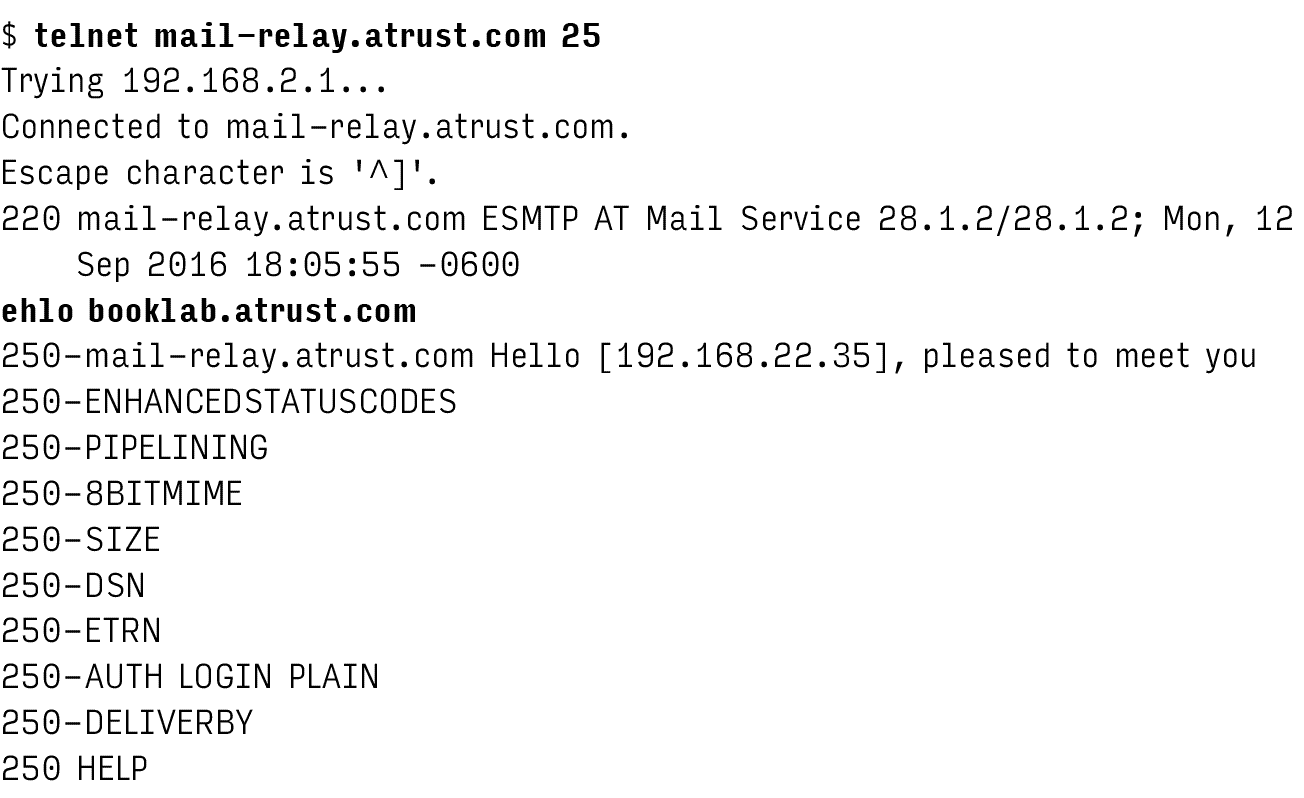 $ telnet mail-relay.atrust.com 25
Trying 192.168.2.1...
Connected to mail-relay.atrust.com.
Escape character is '^]'.
220 mail-relay.atrust.com ESMTP AT Mail Service 28.1.2/28.1.2; Mon, 12
Sep 2016 18:05:55 -0600
ehlo booklab.atrust.com
250-mail-relay.atrust.com Hello [192.168.22.35], pleased to meet you
250-ENHANCEDSTATUSCODES
250-PIPELINING
250-8BITMIME
250-SIZE
250-DSN
250-ETRN
250-AUTH LOGIN PLAIN
250-DELIVERBY
250 HELP